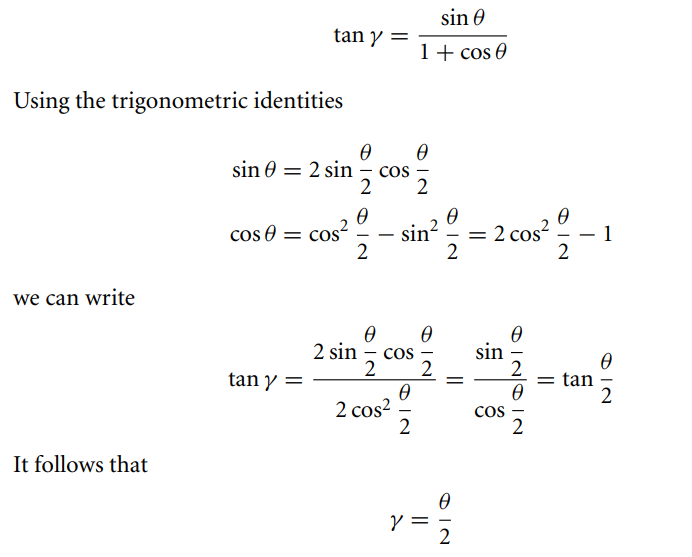 tan γ = sin θ / (1 + cos θ)
Using the trigonometric identities
sin θ = 2 sin θ/2 cos θ/2
cos θ = cos² θ/2 − sin² θ/2 = 2 cos² θ/2 − 1
we can write
tan γ = (2 sin θ/2 cos θ/2) / (2 cos² θ/2) = (sin θ/2) / (cos θ/2) = tan θ/2
It follows that
γ = θ/2